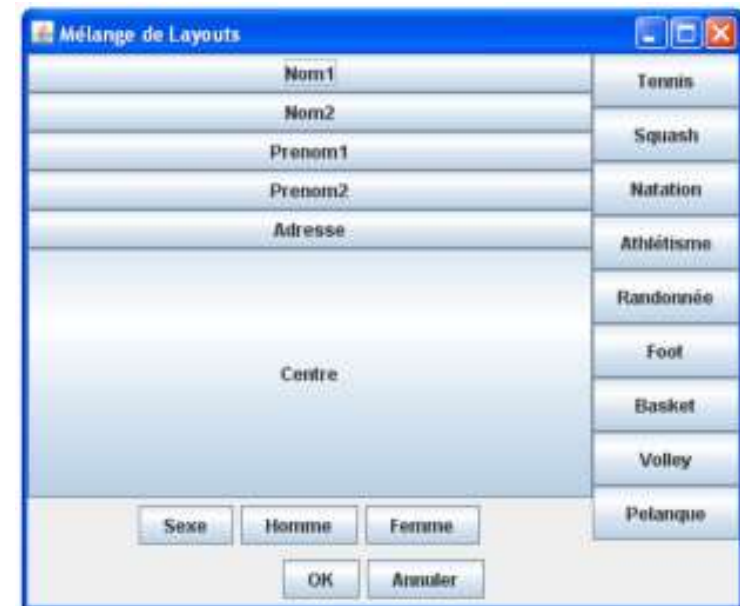 Mélange de Layouts
Nom1
Nom2
Prenom1
Prenom2
Adresse
Centre
Tennis
Squash
Natation
Athlétisme
Randonnée
Foot
Basket
Volley
Pelanque
Sexe Homme Femme
OK Annuler